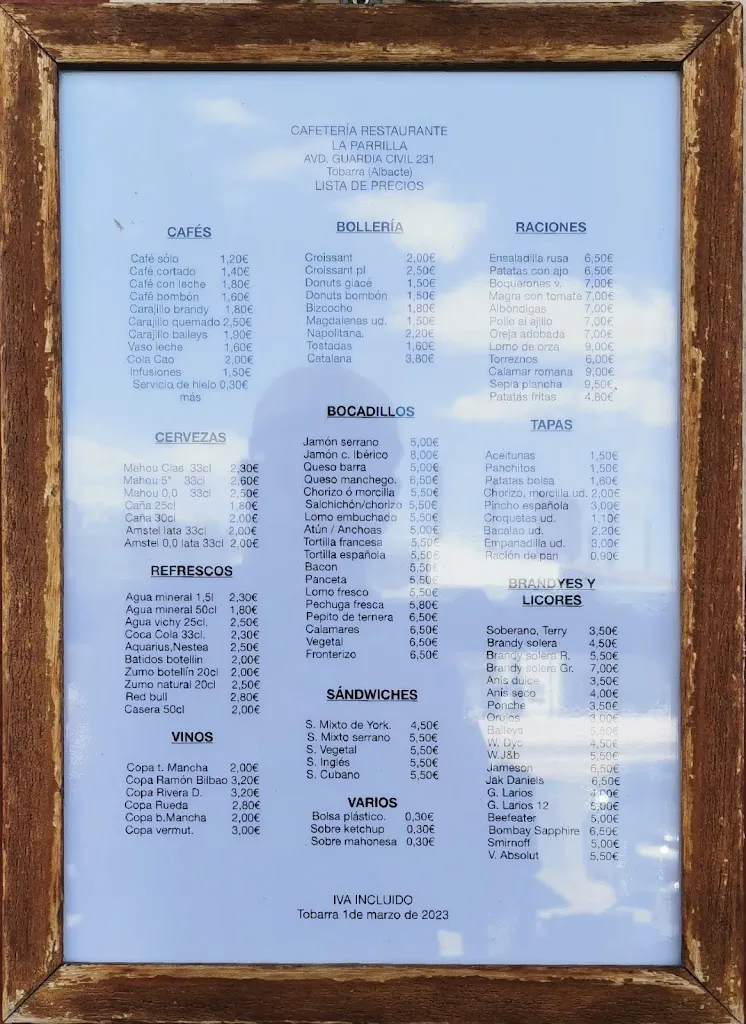 CAFETERÍA RESTAURANTE
LA PARRILLA
AVD. GUARDIA CIVIL 231
Tobarra (Albacte)
LISTA DE PRECIOS
CAFÉS
Café sólo 1,20€
Café cortado 1,40€
Café con leche 1,80€
Café bombón 1,60€
Carajillo brandy 1,80€
Carajillo quemado 2,50€
Carajillo baileys 1,90€
Vaso leche 1,60€
Cola Cao 2,00€
Infusiones 1,50€
Servicio de hielo 0,30€
más
CERVEZAS
Mahou Clas 33cl 2,30€
Mahou 5* 33cl 2,60€
Mahou 0,0 33cl 2,50€
Caña 25cl 1,80€
Caña 30cl 2,00€
Amstel lata 33cl 2,00€
Amstel 0,0 lata 33cl 2,00€
REFRESCOS
Agua mineral 1,5l 2,30€
Agua mineral 50cl 1,80€
Agua vichy 25cl. 2,50€
Coca Cola 33cl. 2,30€
Aquarius,Nestea 2,50€
Batidos botellin 2,00€
Zumo botellín 20cl 2,00€
Zumo natural 20cl 2,50€
Red bull 2,80€
Casera 50cl 2,00€
VINOS
Copa t. Mancha 2,00€
Copa Ramón Bilbao 3,20€
Copa Rivera D. 3,20€
Copa Rueda 2,80€
Copa b.Mancha 2,00€
Copa vermut. 3,00€
BOLLERÍA
Croissant 2,00€
Croissant pl 2,50€
Donuts glacé 1,50€
Donuts bombón 1,50€
Bizcocho 1,80€
Magdalenas ud. 1,50€
Napolitana. 2,20€
Tostadas 1,60€
Catalana 3,80€
BOCADILLOS
Jamón serrano 5,00€
Jamón c. Ibérico 8,00€
Queso barra 5,00€
Queso manchego. 6,50€
Chorizo ó morcilla 5,50€
Salchichón/chorizo 5,50€
Lomo embuchado 5,50€
Atún / Anchoas 5,00€
Tortilla francesa 5,50€
Tortilla española 5,50€
Bacon 5,50€
Panceta 5,50€
Lomo fresco 5,50€
Pechuga fresca 5,80€
Pepito de ternera 6,50€
Calamares 6,50€
Vegetal 6,50€
Fronterizo 6,50€
SÁNDWICHES
S. Mixto de York. 4,50€
S. Mixto serrano 5,50€
S. Vegetal 5,50€
S. Inglés 5,50€
S. Cubano 5,50€
VARIOS
Bolsa plástico. 0,30€
Sobre ketchup 0,30€
Sobre mahonesa 0,30€
RACIONES
Ensaladilla rusa 6,50€
Patatas con ajo 6,50€
Boquerones v. 7,00€
Magra con tomate 7,00€
Albóndigas 7,00€
Pollo al ajillo 7,00€
Oreja adobada 7,00€
Lomo de orza 9,00€
Torreznos 6,00€
Calamar romana 9,00€
Sepia plancha 9,50€
Patatas fritas 4,80€
TAPAS
Aceitunas 1,50€
Panchitos 1,50€
Patatas bolsa 1,60€
Chorizo, morcilla ud. 2,00€
Pincho española 3,00€
Croquetas ud. 1,10€
Bacalao ud. 2,20€
Empanadilla ud. 3,00€
Ración de pan 0,90€
BRANDYES Y
LICORES
Soberano, Terry 3,50€
Brandy solera 4,50€
Brandy solera R. 5,50€
Brandy solera Gr. 7,00€
Anis dulce 3,50€
Anis seco 4,00€
Ponche 3,50€
Orujos 3,00€
Baileys 5,50€
W. Dyc 4,50€
W.J&b 5,50€
Jameson 6,50€
Jak Daniels 6,50€
G. Larios 4,00€
G. Larios 12 5,00€
Beefeater 5,00€
Bombay Sapphire 6,50€
Smirnoff 5,00€
V. Absolut 5,50€
IVA INCLUIDO
Tobarra 1de marzo de 2023